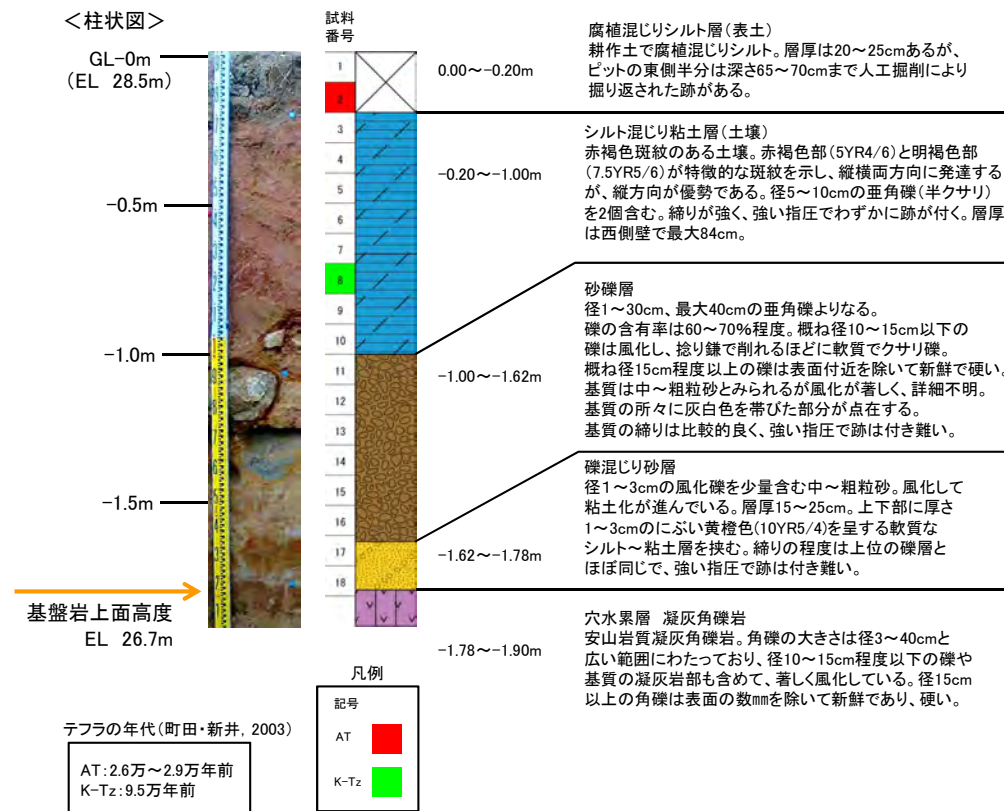 <柱状図>
GL-0m
(EL 28.5m)
-0.5m
-1.0m
-1.5m
基盤岩上面高度
EL 26.7m
試料
番号
1
2
3
4
5
6
7
8
9
10
11
12
13
14
15
16
17
18
0.00～-0.20m
腐植混じりシルト層(表土)
耕作土で腐植混じりシルト。層厚は20～25cmあるが、
ピットの東側半分は深さ65～70cmまで人工掘削により
掘り返された跡がある。
-0.20～-1.00m
シルト混じり粘土層(土壌)
赤褐色斑紋のある土壌。赤褐色部(5YR4/6)と明褐色部
(7.5YR5/6)が特徴的な斑紋を示し、縦横両方向に発達する
が、縦方向が優勢である。径5～10cmの亜角礫(半クサリ)
を2個含む。締りが強く、強い指圧でわずかに跡が付く。層厚
は西側壁で最大84cm。
-1.00～-1.62m
砂礫層
径1～30cm、最大40cmの亜角礫よりなる。
礫の含有率は60～70%程度。概ね径10～15cm以下の
礫は風化し、捻り鎌で削れるほどに軟質でクサリ礫。
概ね径15cm程度以上の礫は表面付近を除いて新鮮で硬い。
基質は中～粗粒砂とみられるが風化が著しく、詳細不明。
基質の所々に灰白色を帯びた部分が点在する。
基質の締りは比較的良く、強い指圧で跡は付き難い。
-1.62～-1.78m
礫混じり砂層
径1～3cmの風化礫を少量含む中～粗粒砂。風化して
粘土化が進んでいる。層厚15～25cm。上下部に厚さ
1～3cmのにぶい黄橙色(10YR5/4)を呈する軟質な
シルト～粘土層を挟む。締りの程度は上位の礫層と
ほぼ同じで、強い指圧で跡は付き難い。
-1.78～-1.90m
穴水累層 凝灰角礫岩
安山岩質凝灰角礫岩。角礫の大きさは径3～40cmと
広い範囲にわたっており、径10～15cm程度以下の礫や
基質の凝灰岩部も含めて、著しく風化している。径15cm
以上の角礫は表面の数㎜を除いて新鮮であり、硬い。
凡例
記号
AT
K-Tz
テフラの年代(町田・新井, 2003)
AT:2.6万～2.9万年前
K-Tz:9.5万年前